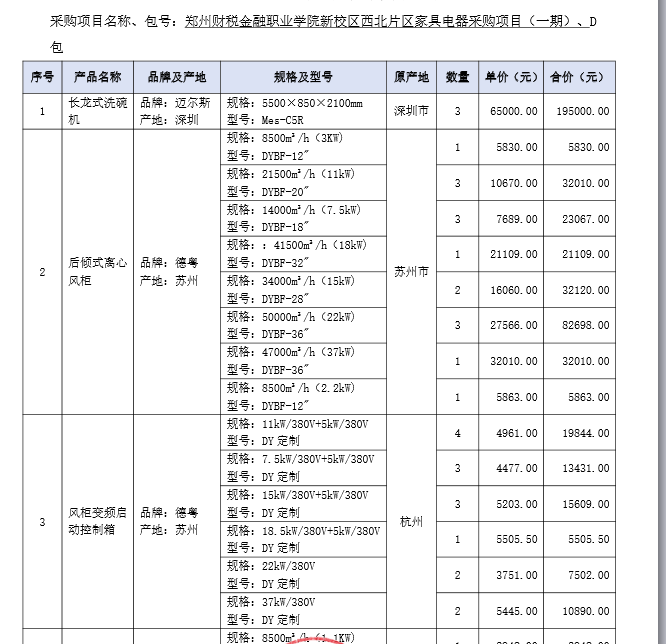 采购项目名称、包号：郑州财税金融职业学院新校区西北片区家具电器采购项目（一期）、D
包
序号 产品名称 品牌及产地 规格及型号 原产地 数量 单价（元） 合价（元）
1 长龙式洗碗机 品牌：迈尔斯 产地：深圳 规格：5500×850×2100mm 型号：Mes-C5R 深圳市 3 65000.00 195000.00
2 后倾式离心风柜 品牌：德粤 产地：苏州 规格：8500m³/h（3KW) 型号：DYBF-12″ 苏州市 1 5830.00 5830.00
规格：21500m³/h（11kW) 型号：DYBF-20″ 3 10670.00 32010.00
规格：14000m³/h（7.5kW) 型号：DYBF-18″ 3 7689.00 23067.00
规格：：41500m³/h（18kW) 型号：DYBF-32″ 1 21109.00 21109.00
规格：34000m³/h（15kW) 型号：DYBF-28″ 2 16060.00 32120.00
规格：50000m³/h（22kW) 型号：DYBF-36″ 3 27566.00 82698.00
规格：47000m³/h（37kW) 型号：DYBF-36″ 1 32010.00 32010.00
规格：8500m³/h（2.2kW) 型号：DYBF-12″ 1 5863.00 5863.00
3 风柜变频启动控制箱 品牌：德粤 产地：苏州 规格：11kW/380V+5kW/380V 型号：DY 定制 杭州 4 4961.00 19844.00
规格：7.5kW/380V+5kW/380V 型号：DY 定制 3 4477.00 13431.00
规格：15kW/380V+5kW/380V 型号：DY 定制 3 5203.00 15609.00
规格：18.5kW/380V+5kW/380V 型号：DY 定制 1 5505.50 5505.50
规格：22kW/380V 型号：DY 定制 2 3751.00 7502.00
规格：37kW/380V 型号：DY 定制 2 5445.00 10890.00
规格：8500m³/h（1.1KW)